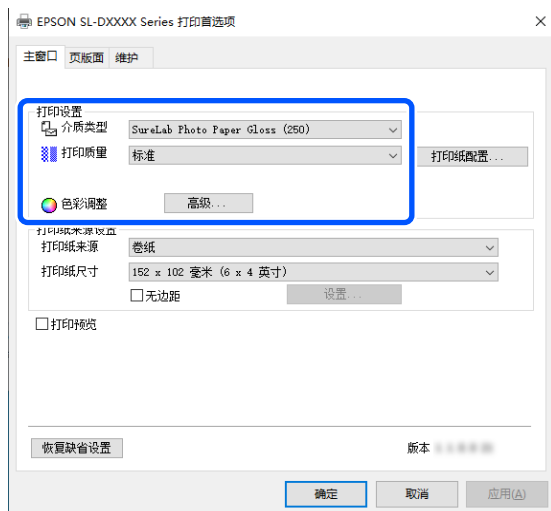 EPSON SL-DXXXX Series 打印首选项
主窗口 页版面 维护
打印设置
介质类型 SureLab Photo Paper Gloss (250)
打印质量 标准 打印纸配置...
色彩调整 高级...
打印纸来源设置
打印纸来源 卷纸
打印纸尺寸 152 x 102 毫米 (6 x 4 英寸)
无边距 设置...
打印预览
恢复缺省设置 版本
确定 取消 应用(A)